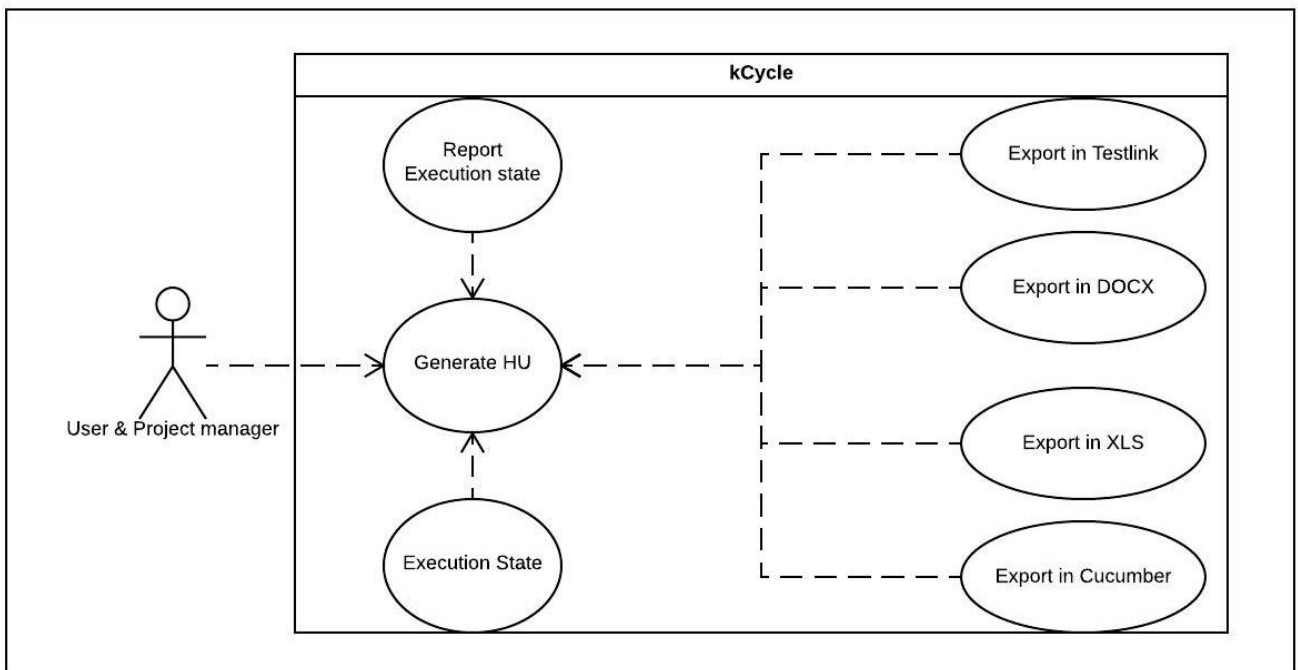 kCycle
Report
Execution state
Export in Testlink
Export in DOCX
Generate HU
User & Project manager
Export in XLS
Execution State
Export in Cucumber